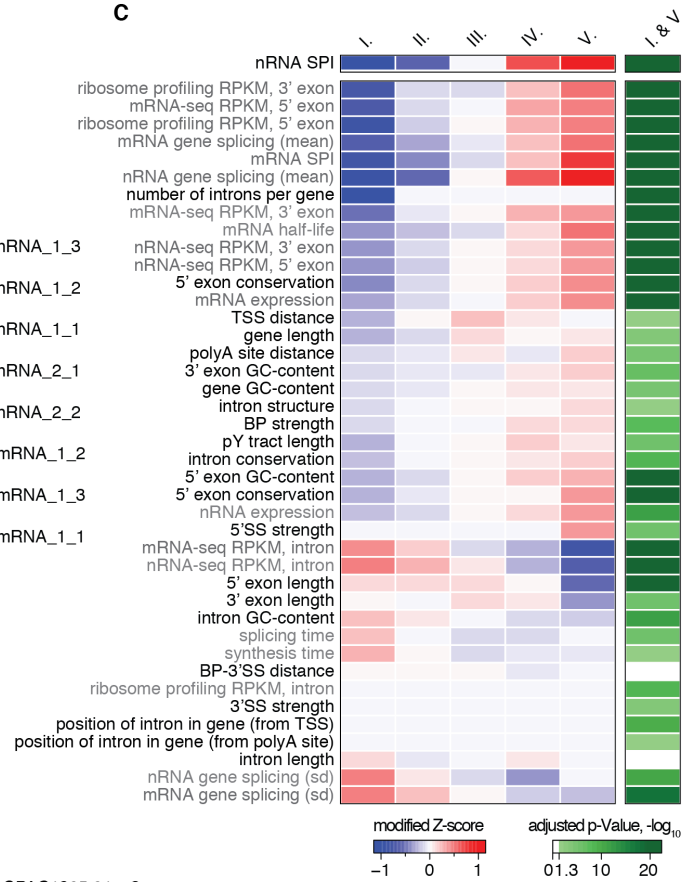 C
I. II. III. IV. V. I. & V
nRNA SPI
ribosome profiling RPKM, 3’ exon
mRNA-seq RPKM, 5’ exon
ribosome profiling RPKM, 5’ exon
mRNA gene splicing (mean)
mRNA SPI
nRNA gene splicing (mean)
number of introns per gene
mRNA-seq RPKM, 3’ exon
mRNA half-life
nRNA-seq RPKM, 3’ exon
nRNA-seq RPKM, 5’ exon
5’ exon conservation
mRNA expression
TSS distance
gene length
polyA site distance
3’ exon GC-content
gene GC-content
intron structure
BP strength
pY tract length
intron conservation
5’ exon GC-content
5’ exon conservation
nRNA expression
5’SS strength
mRNA-seq RPKM, intron
nRNA-seq RPKM, intron
5’ exon length
3’ exon length
intron GC-content
splicing time
synthesis time
BP-3’SS distance
ribosome profiling RPKM, intron
3’SS strength
position of intron in gene (from TSS)
position of intron in gene (from polyA site)
intron length
nRNA gene splicing (sd)
mRNA gene splicing (sd)
nRNA_1_3
nRNA_1_2
nRNA_1_1
nRNA_2_1
nRNA_2_2
mRNA_1_2
mRNA_1_3
mRNA_1_1
modified Z-score
−1 0 1
adjusted p-Value, -log10
0 1.3 10 20